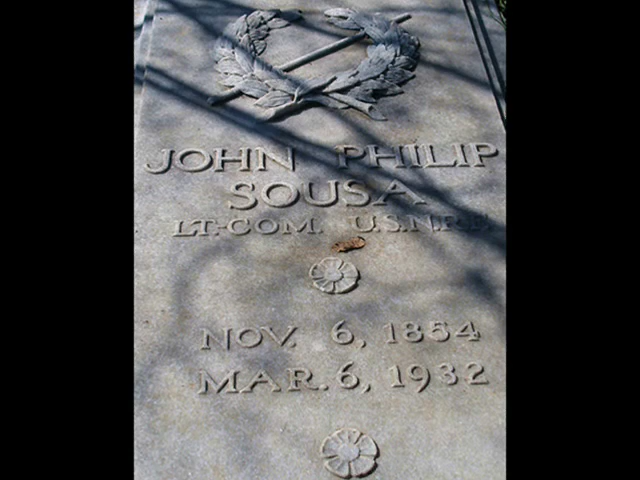 JOHN PHILIP
SOUSA
LT.-COM. U.S.N.R.F.
NOV. 6, 1854
MAR. 6, 1932